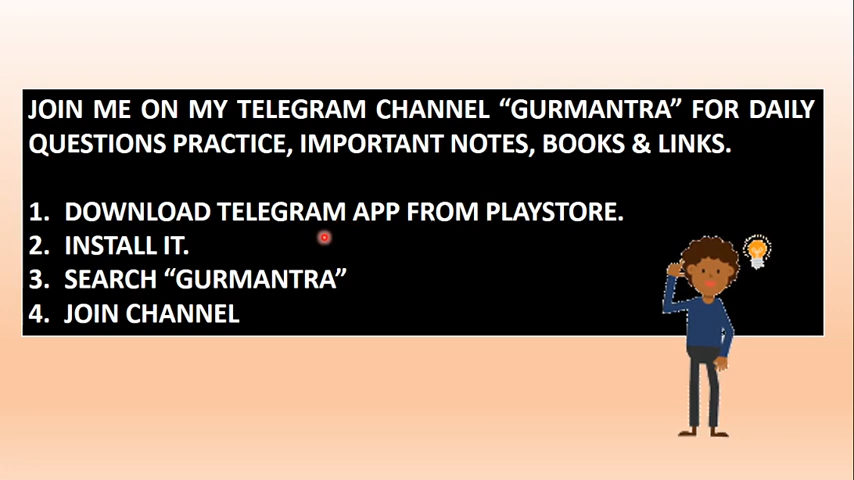 JOIN ME ON MY TELEGRAM CHANNEL “GURMANTRA” FOR DAILY
QUESTIONS PRACTICE, IMPORTANT NOTES, BOOKS & LINKS.
1. DOWNLOAD TELEGRAM APP FROM PLAYSTORE.
2. INSTALL IT.
3. SEARCH “GURMANTRA”
4. JOIN CHANNEL